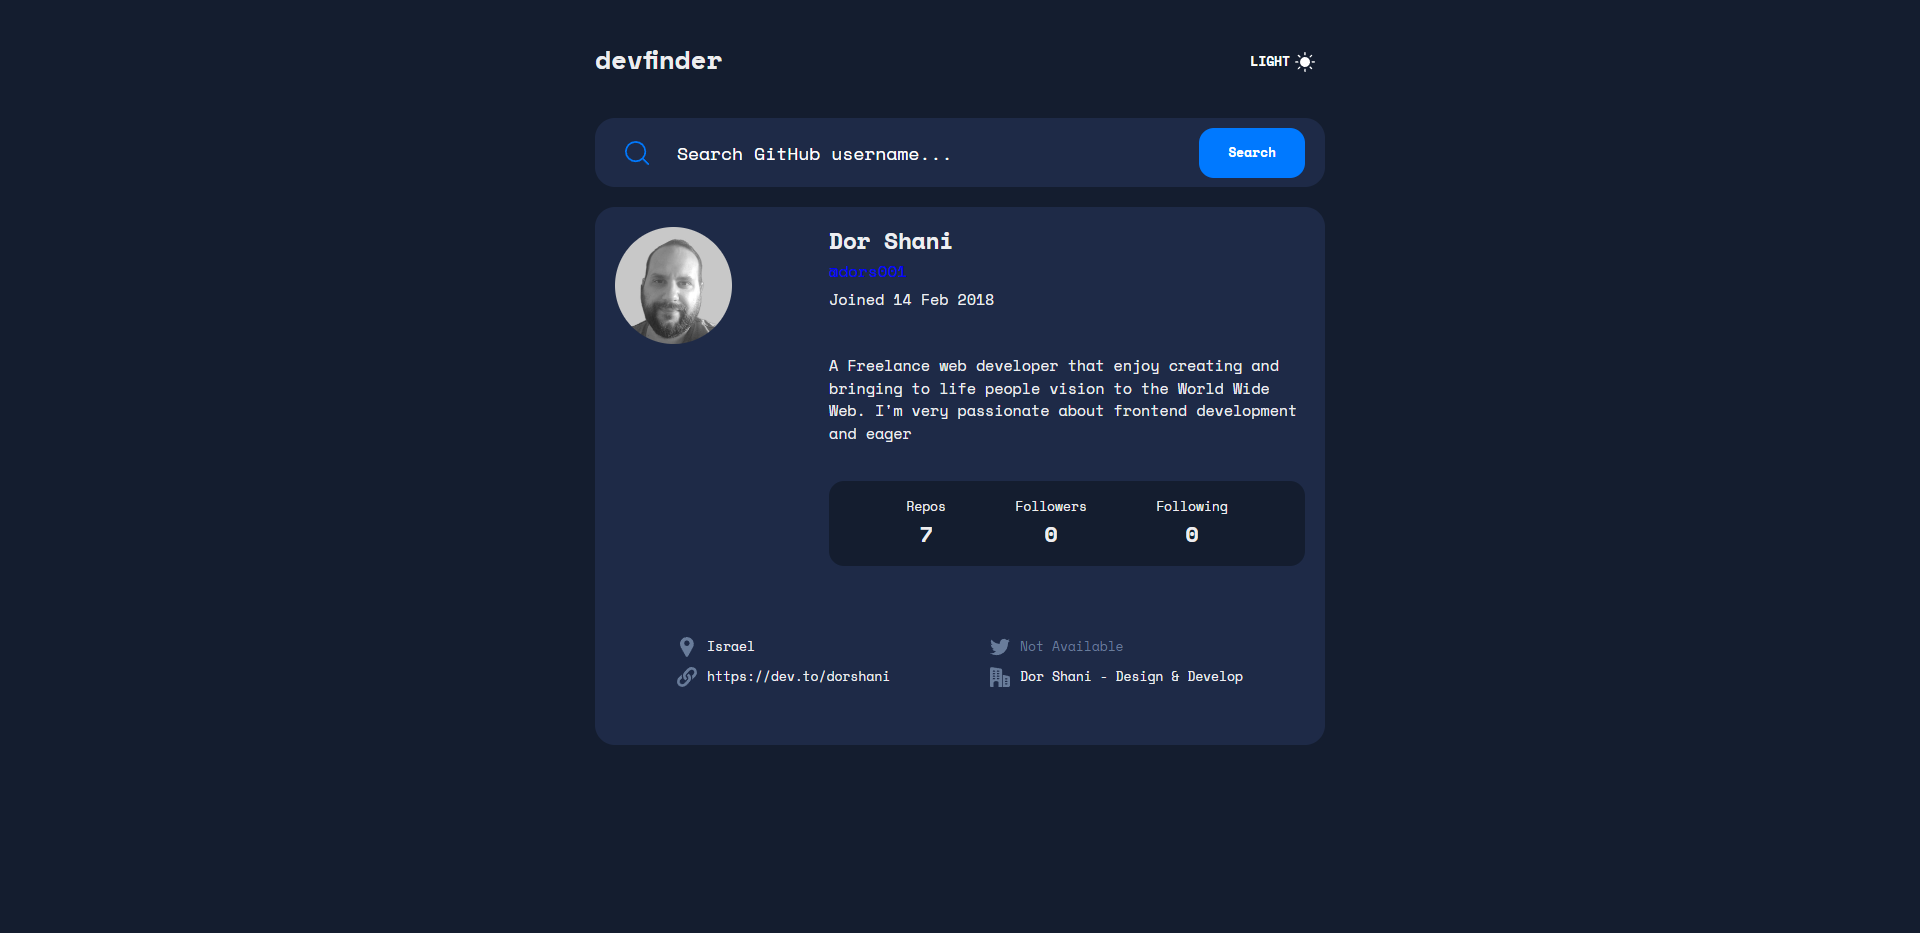 devfinder
LIGHT
Search GitHub username...
Search
Dor Shani
@dors001
Joined 14 Feb 2018
A Freelance web developer that enjoy creating and
bringing to life people vision to the World Wide
Web. I'm very passionate about frontend development
and eager
Repos
Followers
Following
7
0
0
Israel
Not Available
https://dev.to/dorshani
Dor Shani - Design & Develop